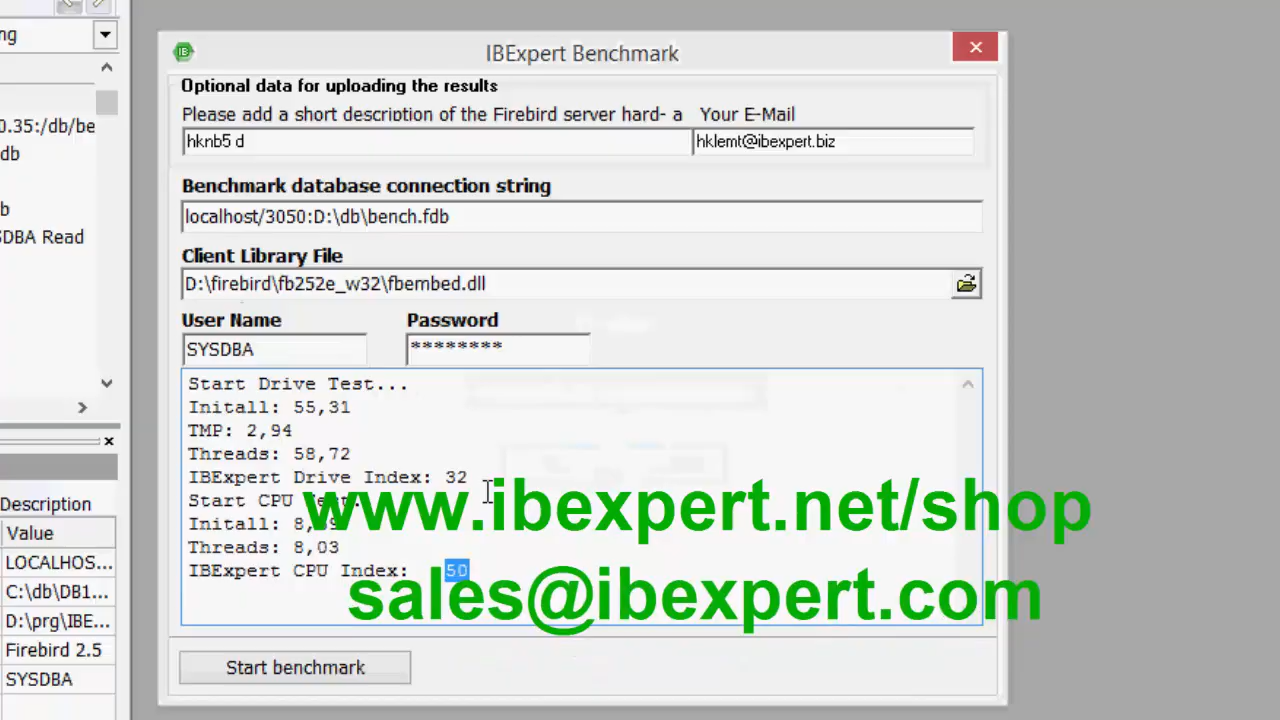 ng
0.35:/db/be
db
b
DBA Read
Description
Value
LOCALHOS...
C:\db\DB1...
D:\prg\IBE...
Firebird 2.5
SYSDBA
IB
IBExpert Benchmark
Optional data for uploading the results
Please add a short description of the Firebird server hard- a Your E-Mail
hknb5 d hklemt@ibexpert.biz
Benchmark database connection string
localhost/3050:D:\db\bench.fdb
Client Library File
D:\firebird\fb252e_w32\fbembed.dll
User Name Password
SYSDBA ********
Start Drive Test...
Initall: 55,31
TMP: 2,94
Threads: 58,72
IBExpert Drive Index: 32
Start CPU Test.
Initall: 8,
Threads: 8,03
IBExpert CPU Index: 50
www.ibexpert.net/shop
sales@ibexpert.com
Start benchmark